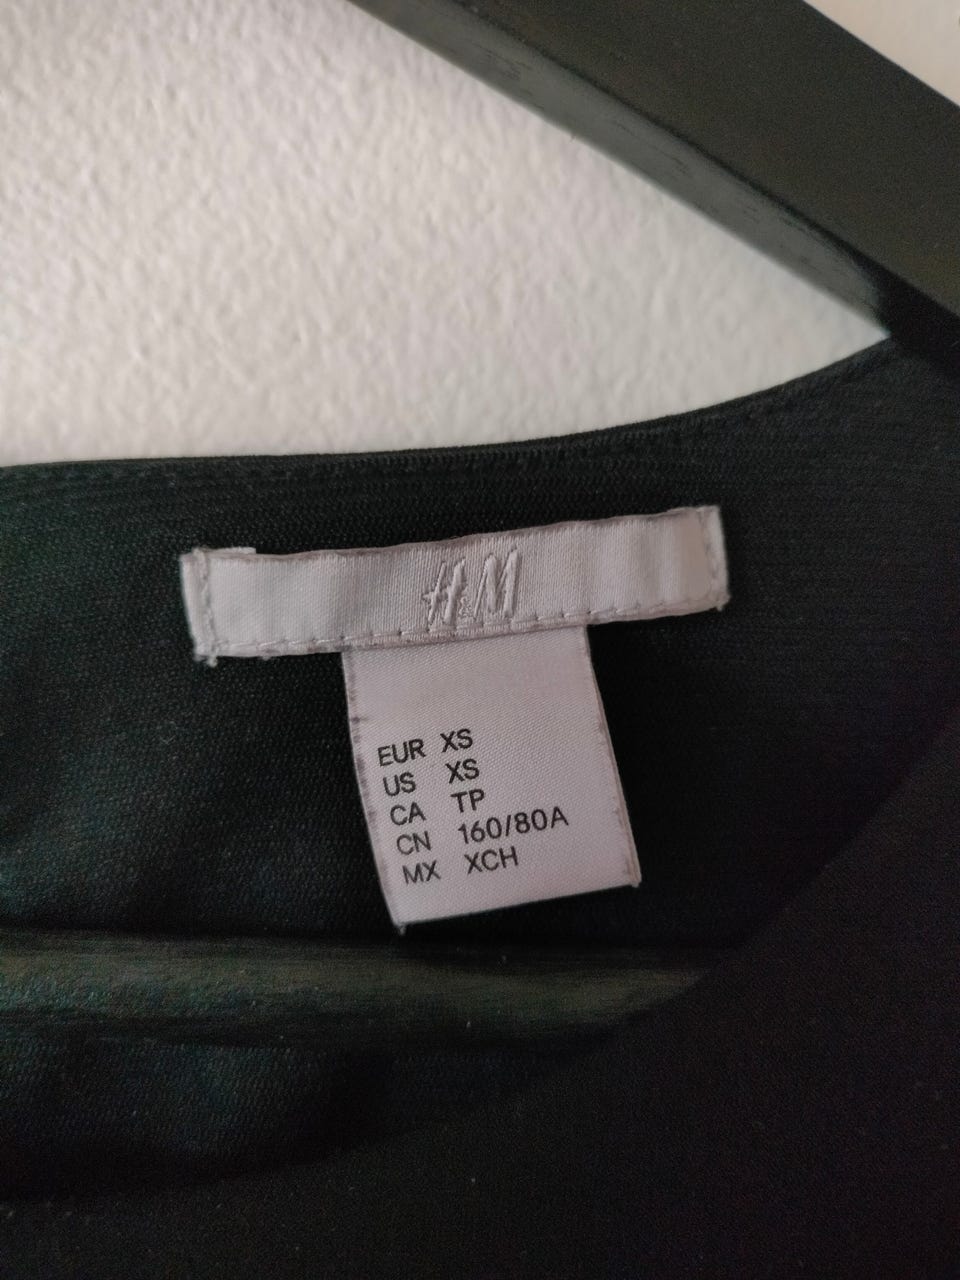 H&M
EUR XS
US XS
CA TP
CN 160/80A
MX XCH